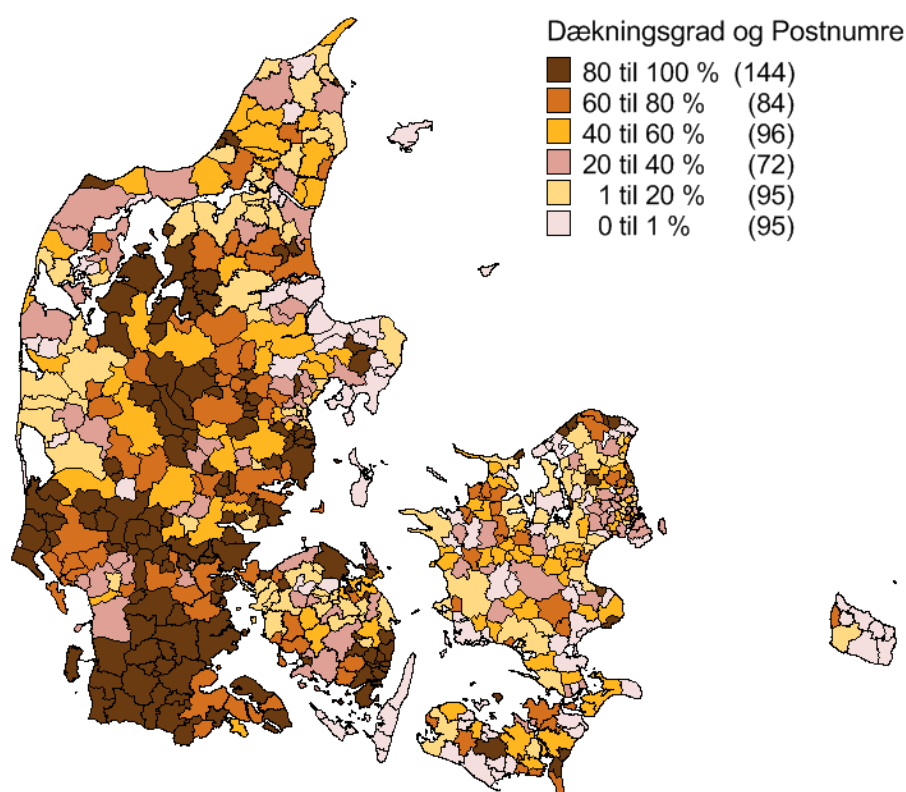 Dækningsgrad og Postnumre
80 til 100 % (144)
60 til 80 % (84)
40 til 60 % (96)
20 til 40 % (72)
1 til 20 % (95)
0 til 1 % (95)